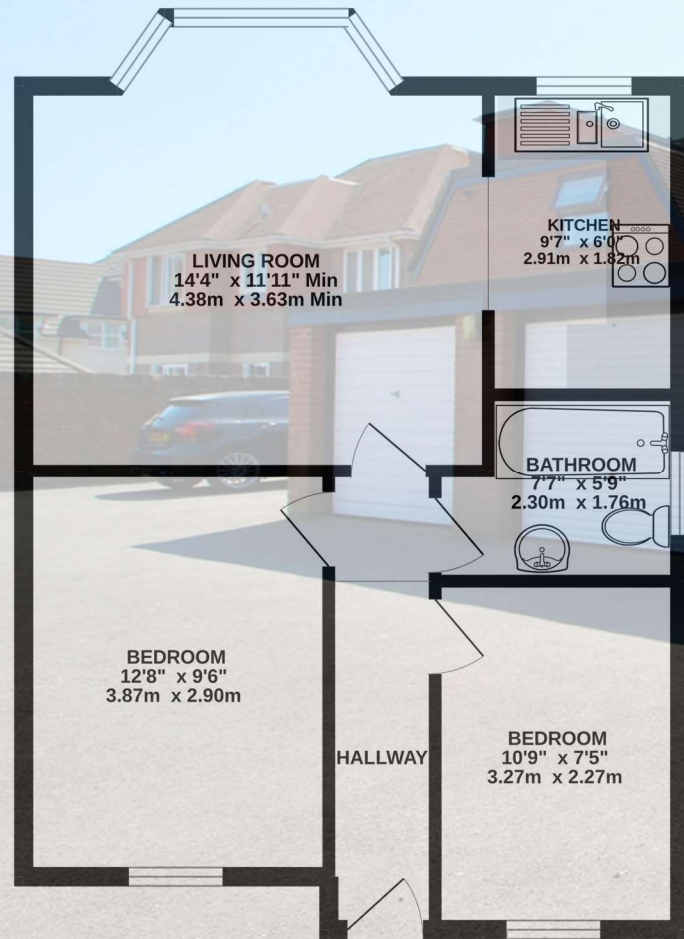 LIVING ROOM
14'4" x 11'11" Min
4.38m x 3.63m Min
KITCHEN
9'7" x 6'0"
2.91m x 1.82m
BATHROOM
7'7" x 5'9"
2.30m x 1.76m
BEDROOM
12'8" x 9'6"
3.87m x 2.90m
HALLWAY
BEDROOM
10'9" x 7'5"
3.27m x 2.27m